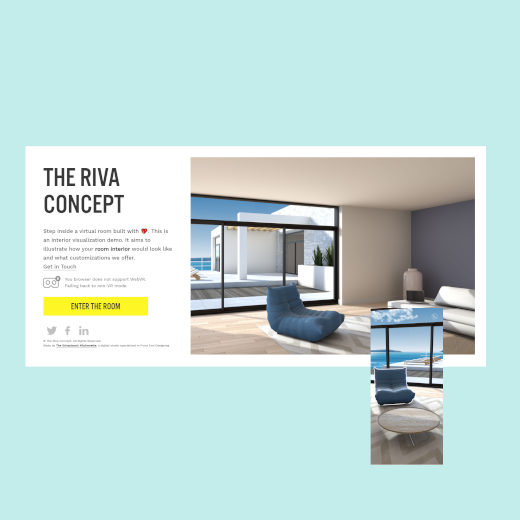 THE RIVA
CONCEPT
Step inside a virtual room built with ❤️. This is
an interior visualization demo. It aims to
illustrate how your room interior would look like
and what customizations we offer.
Get in Touch
You browser does not support WebVR.
Falling back to non-VR mode.
ENTER THE ROOM